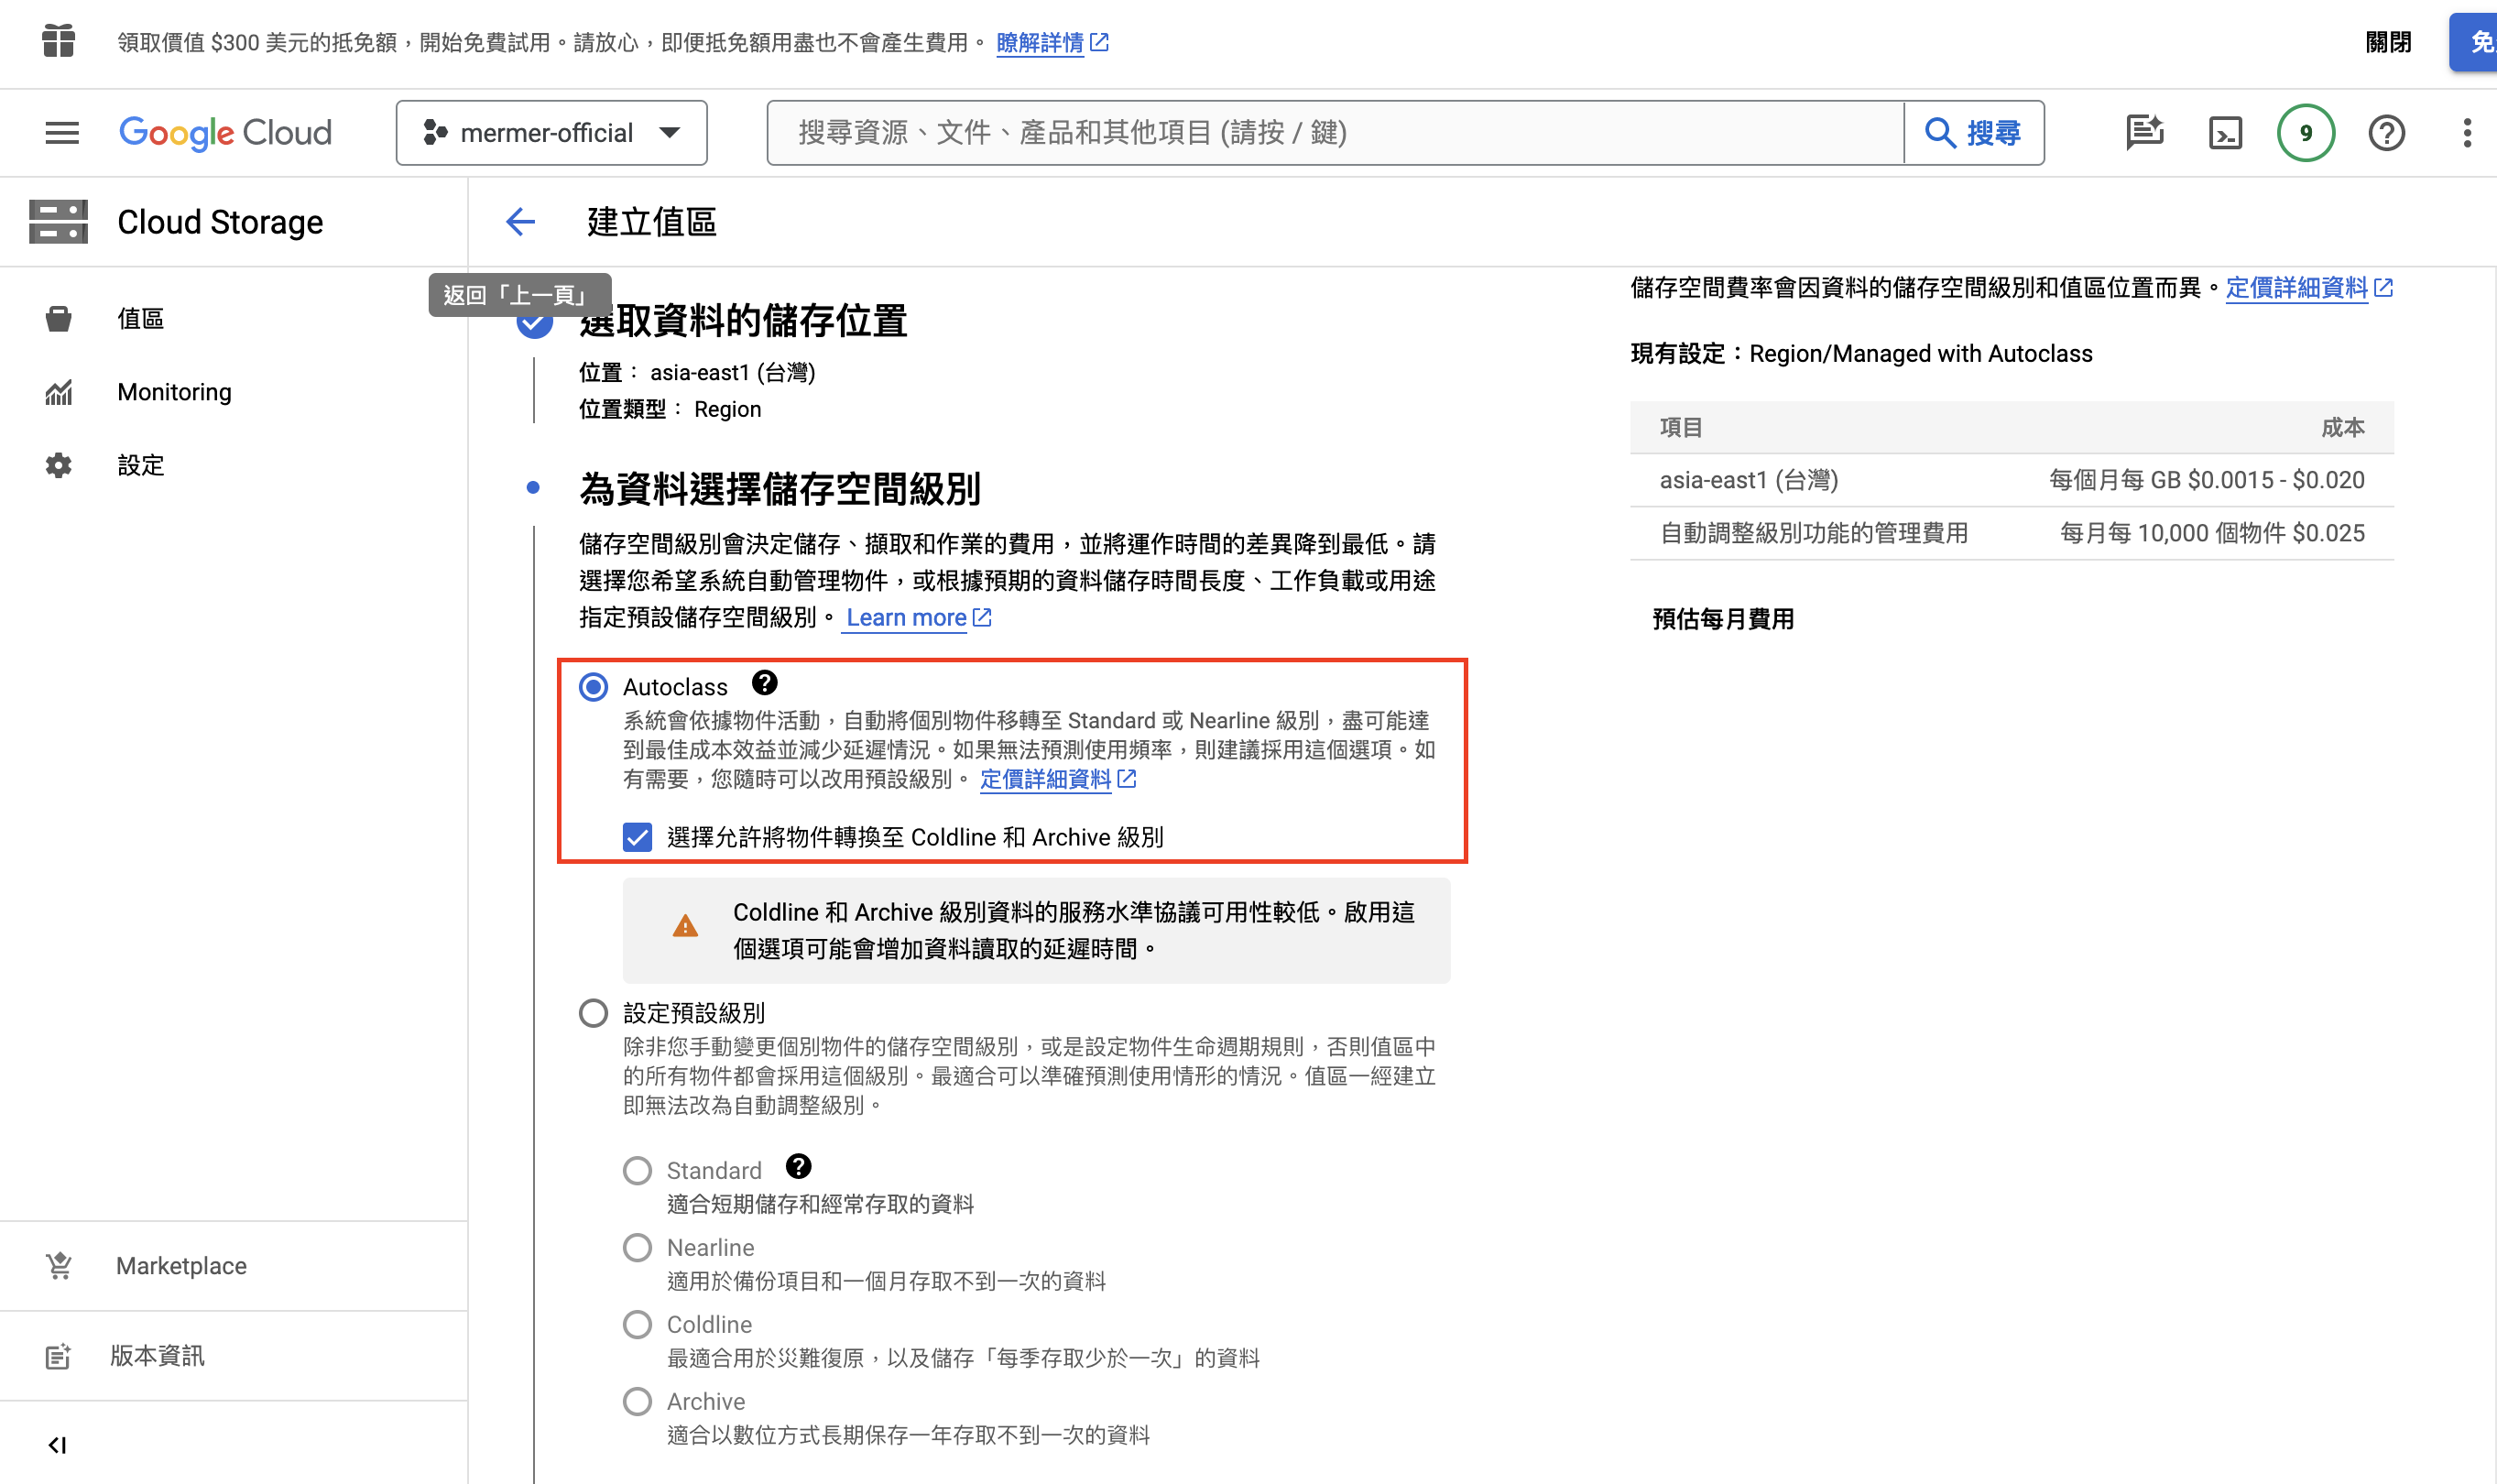 領取價值 $300 美元的抵免額，開始免費試用。請放心，即便抵免額用盡也不會產生費用。 瞭解詳情
關閉
免
Google Cloud
mermer-official
搜尋資源、文件、產品和其他項目 (請按 / 鍵)
搜尋
9
Cloud Storage
建立值區
返回「上一頁」
值區
Monitoring
設定
Marketplace
版本資訊
選取資料的儲存位置
位置： asia-east1 (台灣)
位置類型： Region
為資料選擇儲存空間級別
儲存空間級別會決定儲存、擷取和作業的費用，並將運作時間的差異降到最低。請
選擇您希望系統自動管理物件，或根據預期的資料儲存時間長度、工作負載或用途
指定預設儲存空間級別。 Learn more
Autoclass
系統會依據物件活動，自動將個別物件移轉至 Standard 或 Nearline 級別，盡可能達
到最佳成本效益並減少延遲情況。如果無法預測使用頻率，則建議採用這個選項。如
有需要，您隨時可以改用預設級別。 定價詳細資料
選擇允許將物件轉換至 Coldline 和 Archive 級別
Coldline 和 Archive 級別資料的服務水準協議可用性較低。啟用這
個選項可能會增加資料讀取的延遲時間。
設定預設級別
除非您手動變更個別物件的儲存空間級別，或是設定物件生命週期規則，否則值區中
的所有物件都會採用這個級別。最適合可以準確預測使用情形的情況。值區一經建立
即無法改為自動調整級別。
Standard
適合短期儲存和經常存取的資料
Nearline
適用於備份項目和一個月存取不到一次的資料
Coldline
最適合用於災難復原，以及儲存「每季存取少於一次」的資料
Archive
適合以數位方式長期保存一年存取不到一次的資料
儲存空間費率會因資料的儲存空間級別和值區位置而異。定價詳細資料
現有設定：Region/Managed with Autoclass
項目 成本
asia-east1 (台灣) 每個月每 GB $0.0015 - $0.020
自動調整級別功能的管理費用 每月每 10,000 個物件 $0.025
預估每月費用